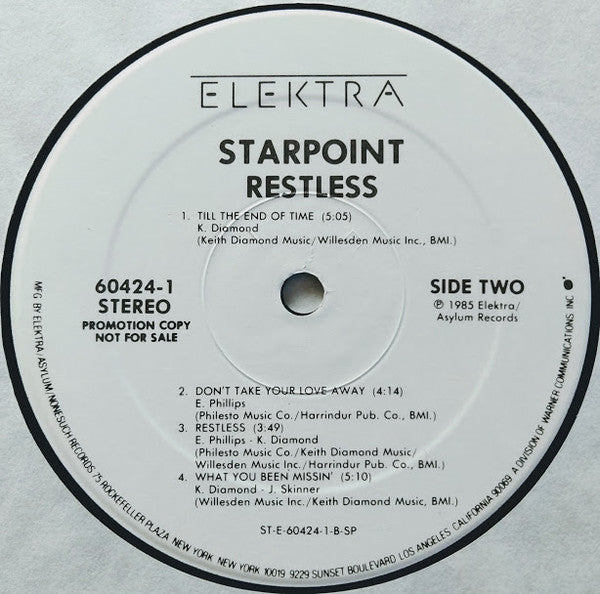 ELEKTRA
STARPOINT
RESTLESS
1. TILL THE END OF TIME (5:05)
K. Diamond
(Keith Diamond Music/Willesden Music Inc., BMI.)
60424-1
STEREO
PROMOTION COPY
NOT FOR SALE
SIDE TWO
℗ 1985 Elektra/
Asylum Records
2. DON'T TAKE YOUR LOVE AWAY (4:14)
E. Phillips
(Philesto Music Co./Harrindur Pub. Co., BMI.)
3. RESTLESS (3:49)
E. Phillips - K. Diamond
(Philesto Music Co./Keith Diamond Music/
Willesden Music Inc./Harrindur Pub. Co., BMI.)
4. WHAT YOU BEEN MISSIN' (5:10)
K. Diamond - J. Skinner
(Willesden Music Inc./Keith Diamond Music, BMI.)
ST-E-60424-1-B-SP
MFG BY ELEKTRA/ASYLUM/NONESUCH RECORDS 75 ROCKEFELLER PLAZA, NEW YORK NEW YORK 10019 9229 SUNSET BOULEVARD LOS ANGELES, CALIFORNIA 90069 A DIVISION OF WARNER COMMUNICATIONS INC